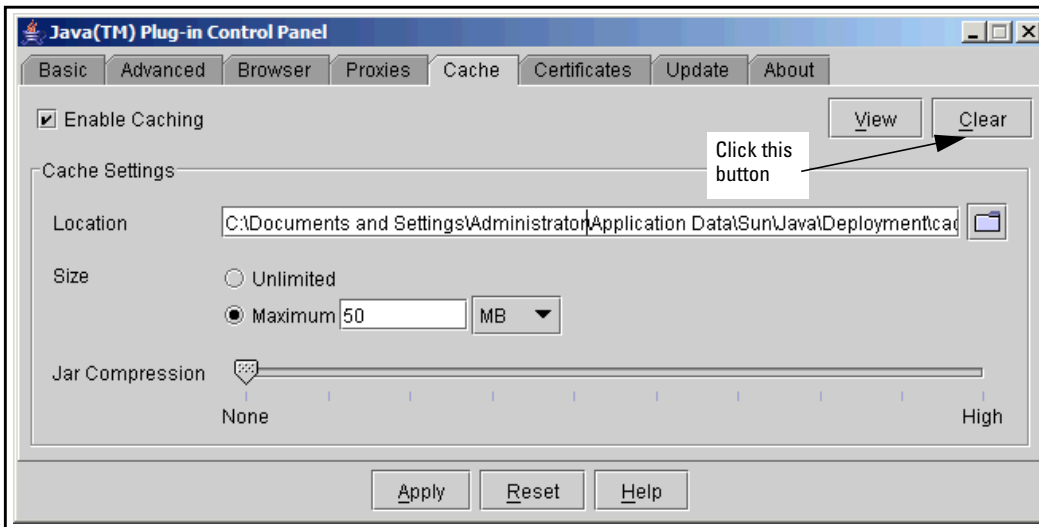 Java(TM) Plug-in Control Panel
Basic Advanced Browser Proxies Cache Certificates Update About
Enable Caching View Clear
Click this
button
Cache Settings
Location C:\Documents and Settings\Administrator\Application Data\Sun\Java\Deployment\cac
Size Unlimited
Maximum 50 MB
Jar Compression
None High
Apply Reset Help